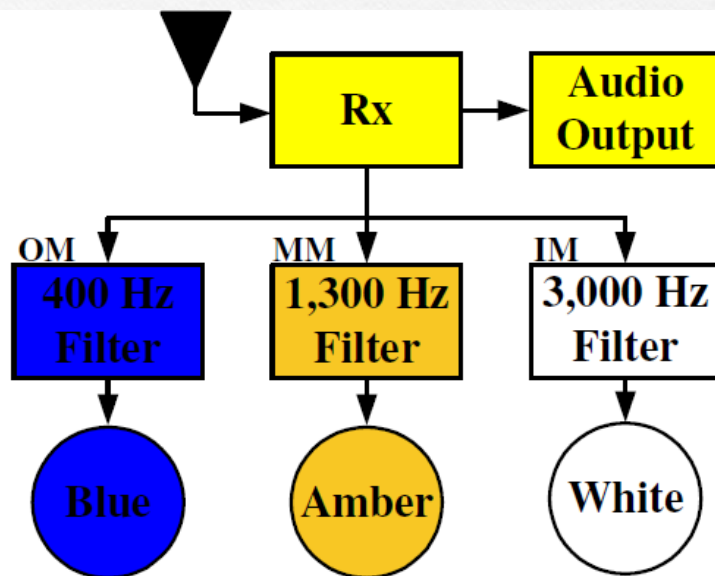 Rx
Audio
Output
OM
400 Hz
Filter
MM
1,300 Hz
Filter
IM
3,000 Hz
Filter
Blue
Amber
White